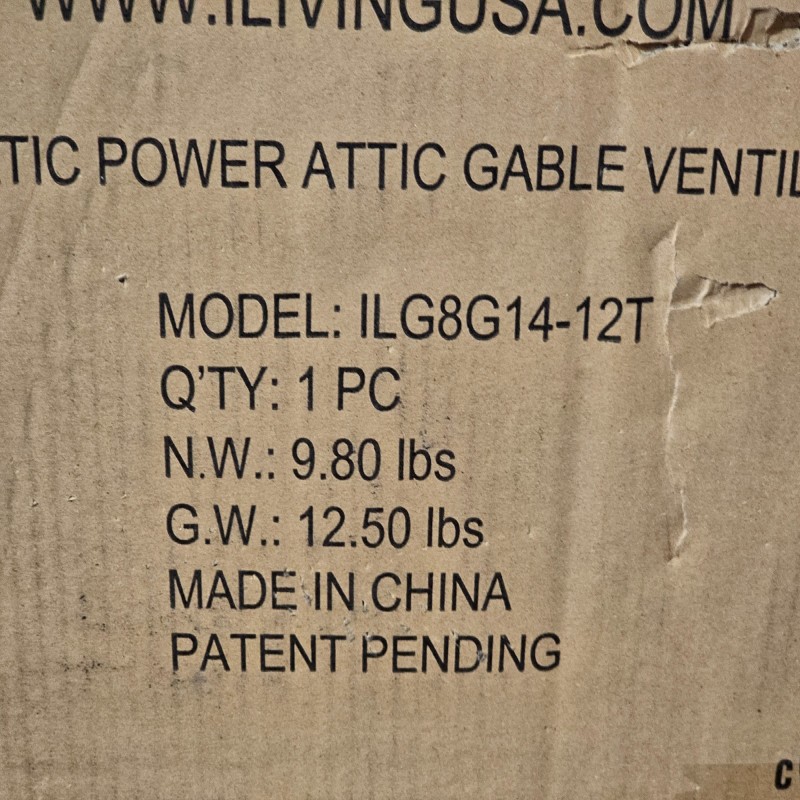 WWW.ILIVINGUSA.COM
TIC POWER ATTIC GABLE VENTIL
MODEL: ILG8G14-12T
Q'TY: 1 PC
N.W.: 9.80 lbs
G.W.: 12.50 lbs
MADE IN CHINA
PATENT PENDING